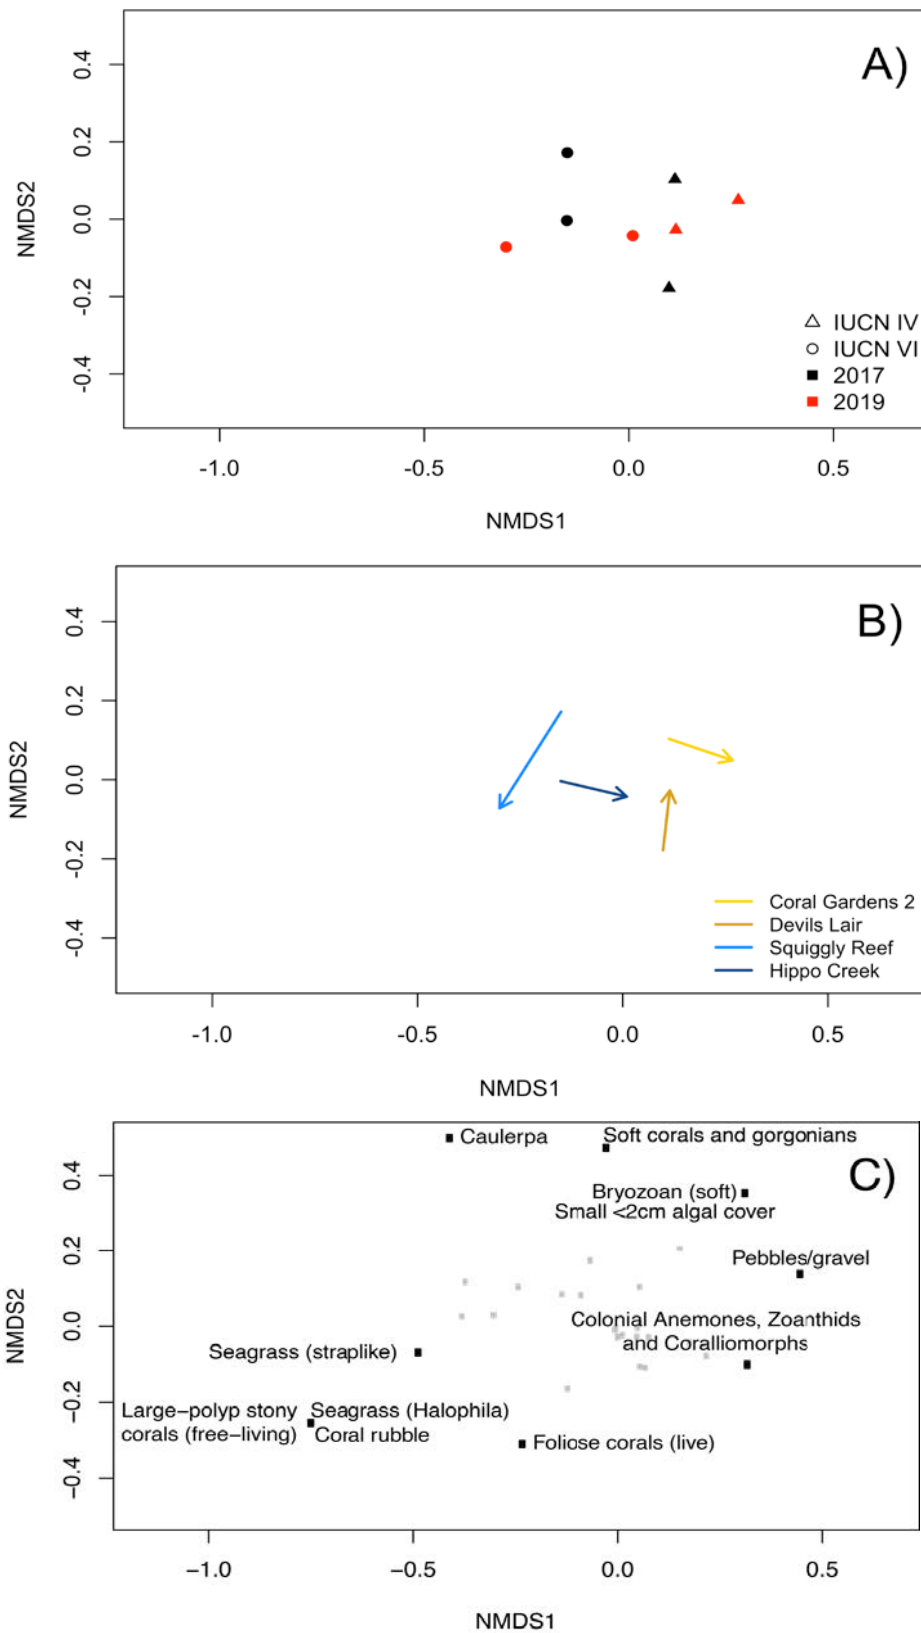 A)
0.4
0.2
0.0
-0.2
-0.4
NMDS2
IUCN IV
IUCN VI
2017
2019
-1.0 -0.5 0.0 0.5
NMDS1
B)
0.4
0.2
0.0
-0.2
-0.4
NMDS2
Coral Gardens 2
Devils Lair
Squiggly Reef
Hippo Creek
-1.0 -0.5 0.0 0.5
NMDS1
C)
0.4
0.2
0.0
-0.2
-0.4
NMDS2
Caulerpa
Soft corals and gorgonians
Bryozoan (soft)
Small <2cm algal cover
Pebbles/gravel
Colonial Anemones, Zoanthids
and Coralliomorphs
Seagrass (straplike)
Large-polyp stony
corals (free-living)
Seagrass (Halophila)
Coral rubble
Foliose corals (live)
-1.0 -0.5 0.0 0.5
NMDS1